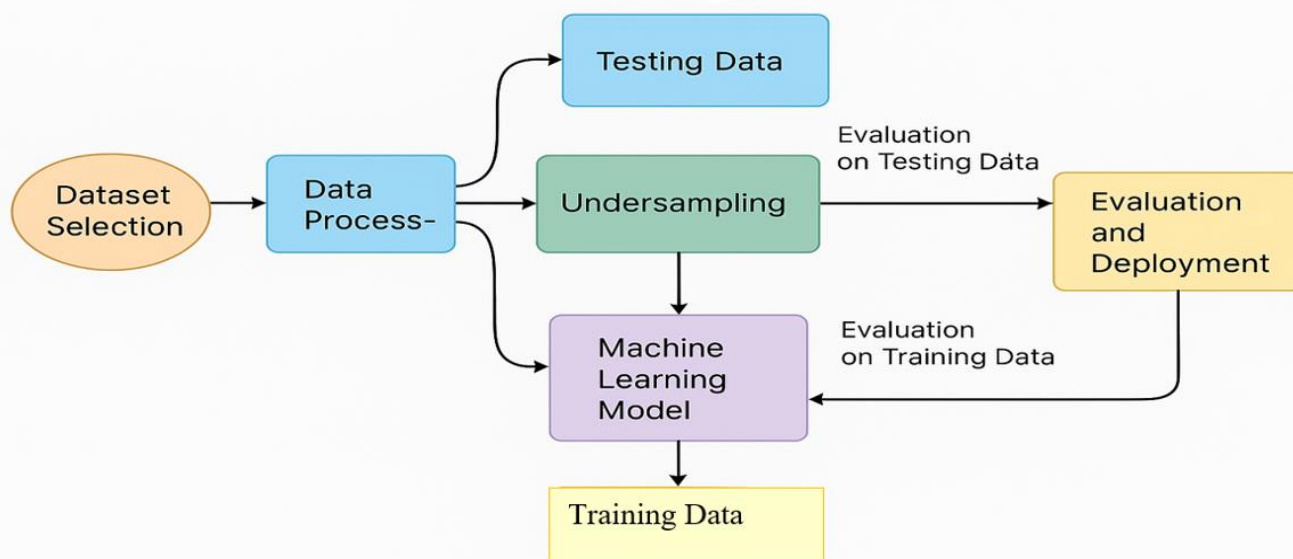 Testing Data
Evaluation
on Testing Data
Dataset
Selection
Data
Process-
Undersampling
Evaluation
and
Deployment
Machine
Learning
Model
Evaluation
on Training Data
Training Data